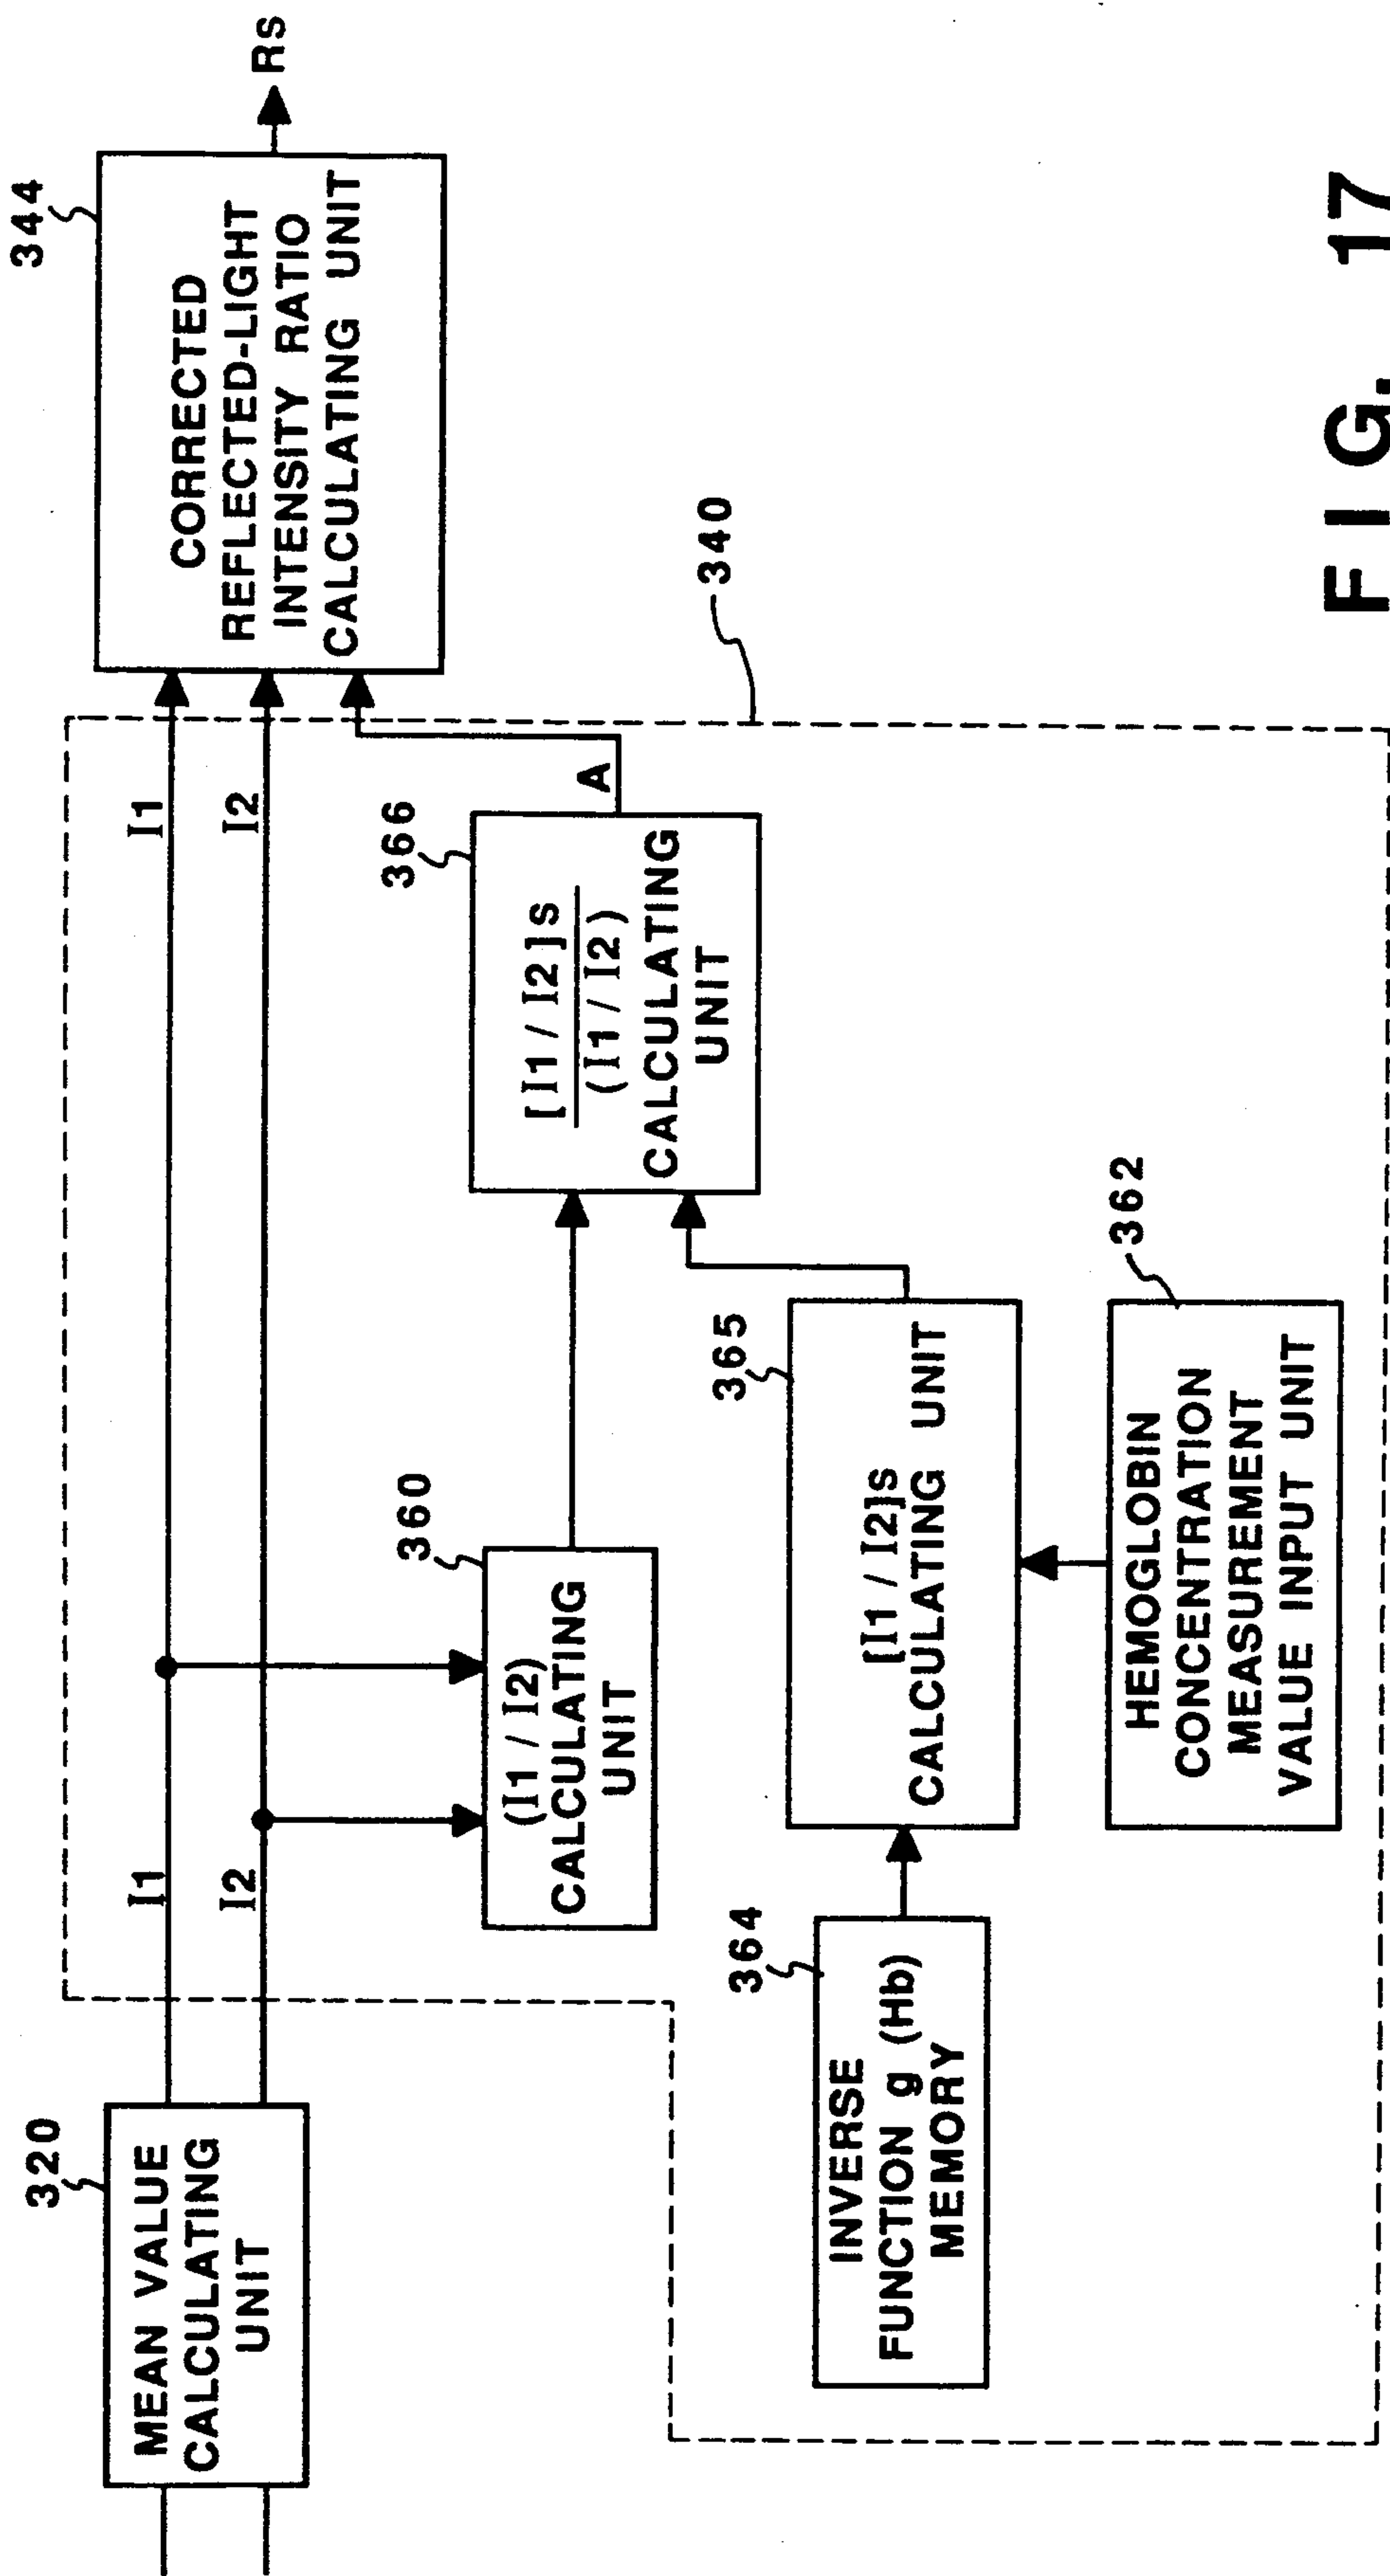 320
MEAN VALUE
CALCULATING
UNIT
I1
I2
I1
I2
344
CORRECTED
REFLECTED-LIGHT
INTENSITY RATIO
CALCULATING UNIT
RS
360
(I1 / I2)
CALCULATING
UNIT
366
[I1 / I2]S
(I1 / I2)
CALCULATING
UNIT
A
340
364
INVERSE
FUNCTION g (Hb)
MEMORY
365
[I1 / I2]S
CALCULATING UNIT
362
HEMOGLOBIN
CONCENTRATION
MEASUREMENT
VALUE INPUT UNIT
FIG. 17